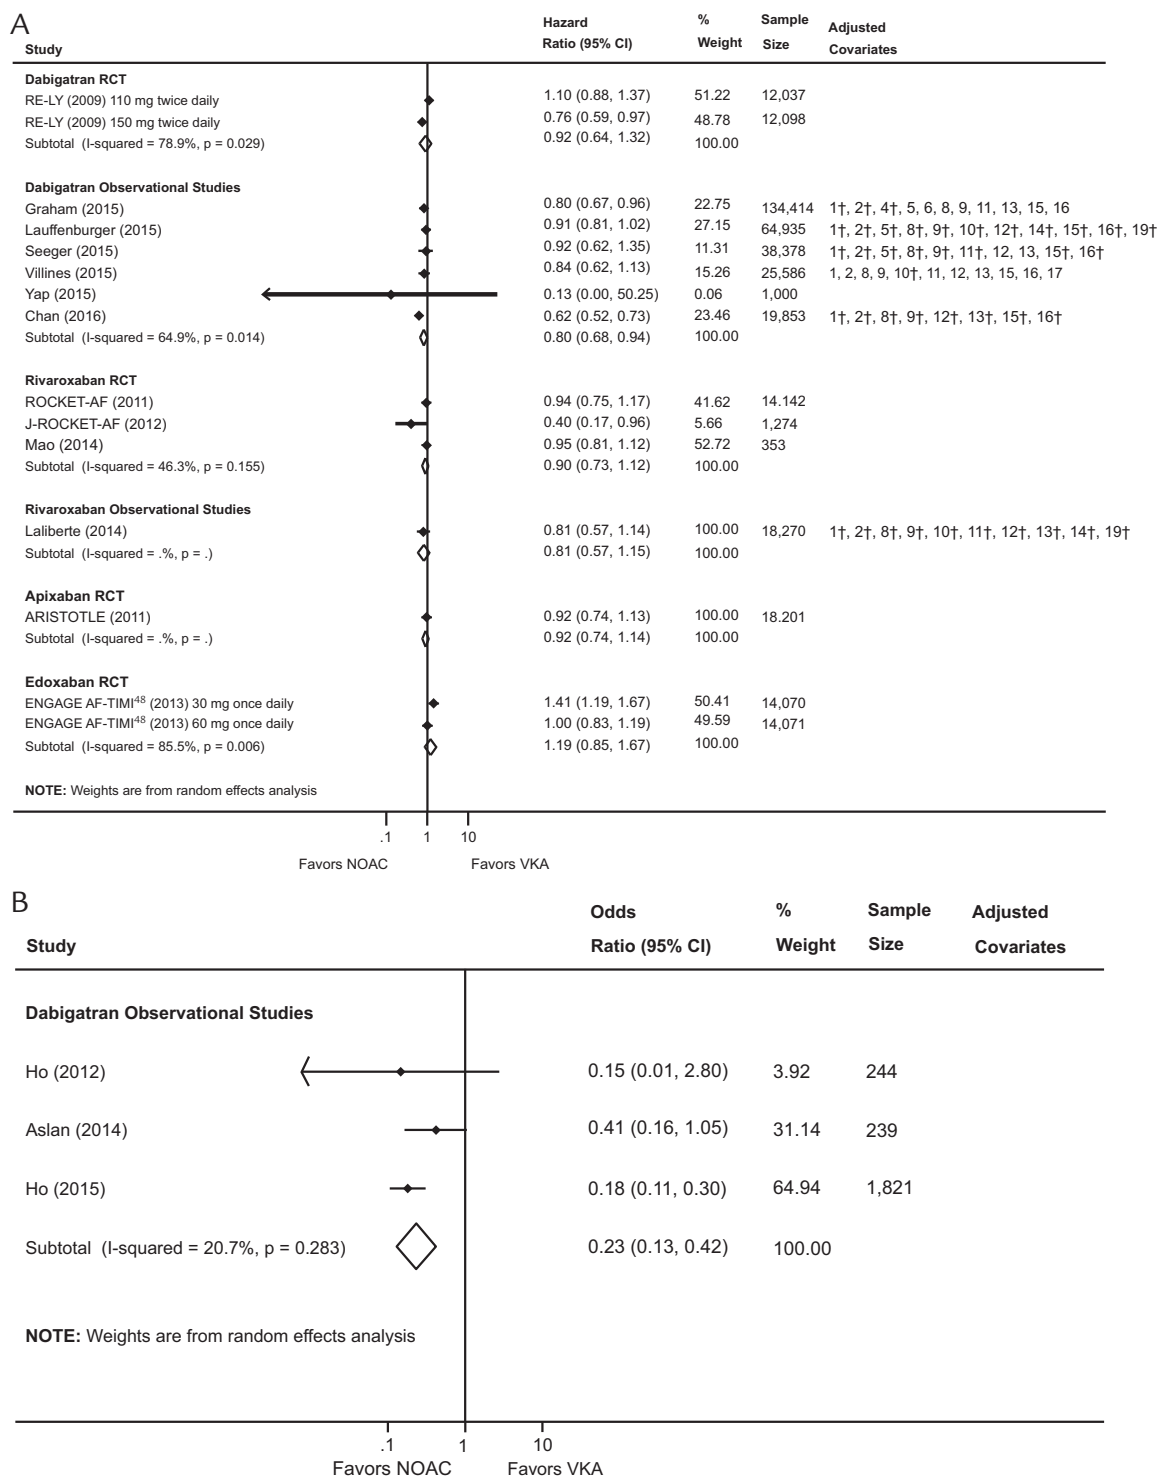 A
Hazard % Sample Adjusted
Study Ratio (95% CI) Weight Size Covariates
Dabigatran RCT
RE-LY (2009) 110 mg twice daily 1.10 (0.88, 1.37) 51.22 12,037
RE-LY (2009) 150 mg twice daily 0.76 (0.59, 0.97) 48.78 12,098
Subtotal (I-squared = 78.9%, p = 0.029) 0.92 (0.64, 1.32) 100.00
Dabigatran Observational Studies
Graham (2015) 0.80 (0.67, 0.96) 22.75 134,414 1†, 2†, 4†, 5, 6, 8, 9, 11, 13, 15, 16
Lauffenburger (2015) 0.91 (0.81, 1.02) 27.15 64,935 1†, 2†, 5†, 8†, 9†, 10†, 12†, 14†, 15†, 16†, 19†
Seeger (2015) 0.92 (0.62, 1.35) 11.31 38,378 1†, 2†, 5†, 8†, 9†, 11†, 12, 13, 15†, 16†
Villines (2015) 0.84 (0.62, 1.13) 15.26 25,586 1, 2, 8, 9, 10†, 11, 12, 13, 15, 16, 17
Yap (2015) 0.13 (0.00, 50.25) 0.06 1,000
Chan (2016) 0.62 (0.52, 0.73) 23.46 19,853 1†, 2†, 8†, 9†, 12†, 13†, 15†, 16†
Subtotal (I-squared = 64.9%, p = 0.014) 0.80 (0.68, 0.94) 100.00
Rivaroxaban RCT
ROCKET-AF (2011) 0.94 (0.75, 1.17) 41.62 14.142
J-ROCKET-AF (2012) 0.40 (0.17, 0.96) 5.66 1,274
Mao (2014) 0.95 (0.81, 1.12) 52.72 353
Subtotal (I-squared = 46.3%, p = 0.155) 0.90 (0.73, 1.12) 100.00
Rivaroxaban Observational Studies
Laliberte (2014) 0.81 (0.57, 1.14) 100.00 18,270 1†, 2†, 8†, 9†, 10†, 11†, 12†, 13†, 14†, 19†
Subtotal (I-squared = .%, p = .) 0.81 (0.57, 1.15) 100.00
Apixaban RCT
ARISTOTLE (2011) 0.92 (0.74, 1.13) 100.00 18.201
Subtotal (I-squared = .%, p = .) 0.92 (0.74, 1.14) 100.00
Edoxaban RCT
ENGAGE AF-TIMI⁴⁸ (2013) 30 mg once daily 1.41 (1.19, 1.67) 50.41 14,070
ENGAGE AF-TIMI⁴⁸ (2013) 60 mg once daily 1.00 (0.83, 1.19) 49.59 14,071
Subtotal (I-squared = 85.5%, p = 0.006) 1.19 (0.85, 1.67) 100.00
NOTE: Weights are from random effects analysis
.1 1 10
Favors NOAC Favors VKA
B
Odds % Sample Adjusted
Study Ratio (95% CI) Weight Size Covariates
Dabigatran Observational Studies
Ho (2012) 0.15 (0.01, 2.80) 3.92 244
Aslan (2014) 0.41 (0.16, 1.05) 31.14 239
Ho (2015) 0.18 (0.11, 0.30) 64.94 1,821
Subtotal (I-squared = 20.7%, p = 0.283) 0.23 (0.13, 0.42) 100.00
NOTE: Weights are from random effects analysis
.1 1 10
Favors NOAC Favors VKA